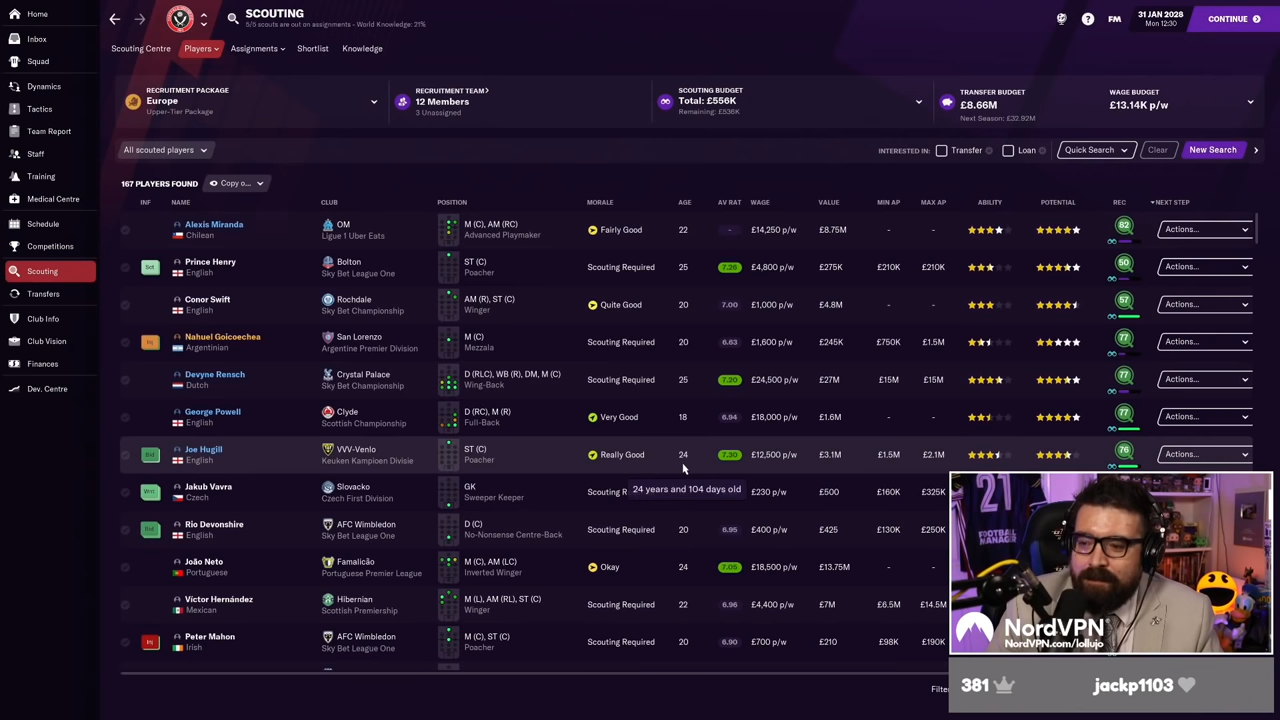 Home
SCOUTING
5/5 scouts are out on assignments - World Knowledge: 21%
31 JAN 2028
Mon 12:30
FM
CONTINUE
Inbox
Squad
Dynamics
Tactics
Team Report
Staff
Training
Medical Centre
Schedule
Competitions
Scouting
Transfers
Club Info
Club Vision
Finances
Dev. Centre
Scouting Centre Players Assignments Shortlist Knowledge
RECRUITMENT PACKAGE
Europe
Upper-Tier Package
RECRUITMENT TEAM
12 Members
3 Unassigned
SCOUTING BUDGET
Total: £556K
Remaining: £536K
TRANSFER BUDGET
£8.66M
Next Season: £32.92M
WAGE BUDGET
£13.14K p/w
All scouted players
INTERESTED IN: Transfer Loan Quick Search Clear New Search
167 PLAYERS FOUND Copy o...
INF NAME CLUB POSITION MORALE AGE AV RAT WAGE VALUE MIN AP MAX AP ABILITY POTENTIAL REC NEXT STEP
Alexis Miranda OM M (C), AM (RC) Fairly Good 22 - £14,250 p/w £8.75M - - 82 Actions...
Chilean Ligue 1 Uber Eats Advanced Playmaker
Prince Henry Bolton ST (C) Scouting Required 25 7.26 £4,800 p/w £275K £210K £210K 50 Actions...
English Sky Bet League One Poacher
Conor Swift Rochdale AM (R), ST (C) Quite Good 20 7.00 £1,000 p/w £4.8M - - 57 Actions...
English Sky Bet Championship Winger
Nahuel Goicoechea San Lorenzo M (C) Scouting Required 20 6.63 £1,600 p/w £245K £750K £1.5M 76 Actions...
Argentinian Argentine Premier Division Mezzala
Devyne Rensch Crystal Palace D (RLC), WB (R), DM, M (C) Scouting Required 25 7.20 £24,500 p/w £27M £15M £15M 77 Actions...
Dutch Sky Bet Championship Wing-Back
George Powell Clyde D (RC), M (R) Very Good 18 6.94 £18,000 p/w £1.6M - - 77 Actions...
English Scottish Championship Full-Back
Joe Hugill VVV-Venlo ST (C) Really Good 24 7.30 £12,500 p/w £3.1M £1.5M £2.1M 76 Actions...
English Keuken Kampioen Divisie Poacher
Jakub Vavra Slovacko GK Scouting R 24 years and 104 days old £230 p/w £500 £160K £325K
Czech Czech First Division Sweeper Keeper
Rio Devonshire AFC Wimbledon D (C) Scouting Required 20 6.95 £400 p/w £425 £130K £250K
English Sky Bet League One No-Nonsense Centre-Back
João Neto Famalicão M (C), AM (LC) Okay 24 7.05 £18,500 p/w £13.75M - -
Portuguese Portuguese Premier League Inverted Winger
Víctor Hernández Hibernian M (L), AM (RL), ST (C) Scouting Required 22 6.96 £4,400 p/w £7M £6.5M £14.5M
Mexican Scottish Premiership Winger
Peter Mahon AFC Wimbledon M (C), ST (C) Scouting Required 20 6.90 £700 p/w £210 £98K £190K
Irish Sky Bet League One Poacher
21
FOOTBALL
MANAGER
NordVPN
NordVPN.com/lollujo
381 jackp1103